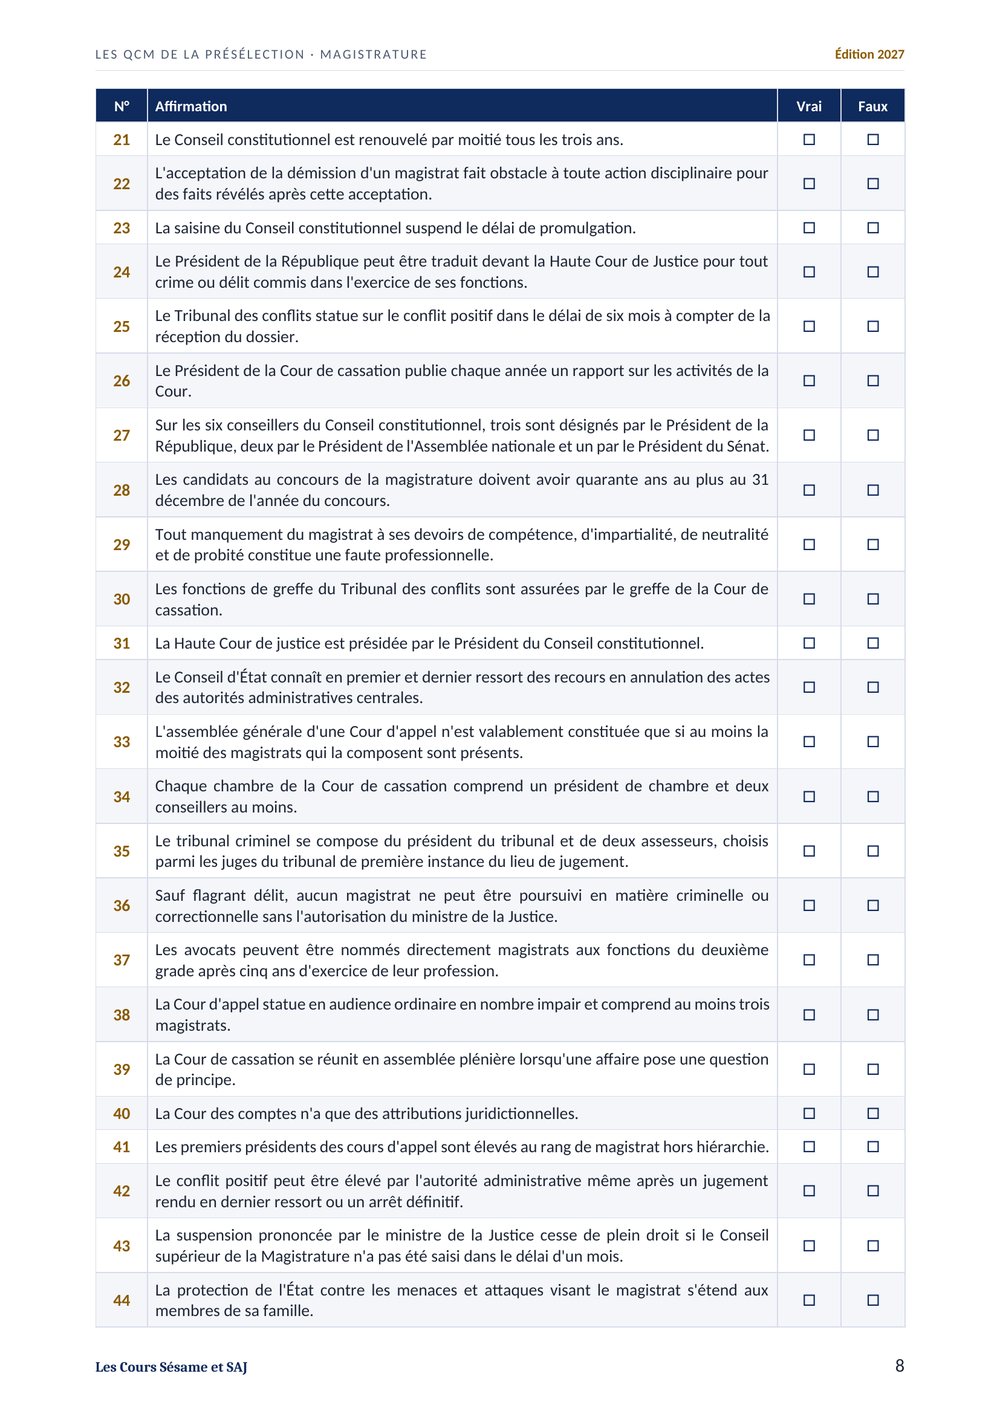 LES QCM DE LA PRÉSÉLECTION · MAGISTRATURE
Édition 2027
N° Affirmation Vrai Faux
21 Le Conseil constitutionnel est renouvelé par moitié tous les trois ans. ☐ ☐
22 L'acceptation de la démission d'un magistrat fait obstacle à toute action disciplinaire pour
des faits révélés après cette acceptation. ☐ ☐
23 La saisine du Conseil constitutionnel suspend le délai de promulgation. ☐ ☐
24 Le Président de la République peut être traduit devant la Haute Cour de Justice pour tout
crime ou délit commis dans l'exercice de ses fonctions. ☐ ☐
25 Le Tribunal des conflits statue sur le conflit positif dans le délai de six mois à compter de la
réception du dossier. ☐ ☐
26 Le Président de la Cour de cassation publie chaque année un rapport sur les activités de la
Cour. ☐ ☐
27 Sur les six conseillers du Conseil constitutionnel, trois sont désignés par le Président de la
République, deux par le Président de l'Assemblée nationale et un par le Président du Sénat. ☐ ☐
28 Les candidats au concours de la magistrature doivent avoir quarante ans au plus au 31
décembre de l'année du concours. ☐ ☐
29 Tout manquement du magistrat à ses devoirs de compétence, d'impartialité, de neutralité
et de probité constitue une faute professionnelle. ☐ ☐
30 Les fonctions de greffe du Tribunal des conflits sont assurées par le greffe de la Cour de
cassation. ☐ ☐
31 La Haute Cour de justice est présidée par le Président du Conseil constitutionnel. ☐ ☐
32 Le Conseil d'État connaît en premier et dernier ressort des recours en annulation des actes
des autorités administratives centrales. ☐ ☐
33 L'assemblée générale d'une Cour d'appel n'est valablement constituée que si au moins la
moitié des magistrats qui la composent sont présents. ☐ ☐
34 Chaque chambre de la Cour de cassation comprend un président de chambre et deux
conseillers au moins. ☐ ☐
35 Le tribunal criminel se compose du président du tribunal et de deux assesseurs, choisis
parmi les juges du tribunal de première instance du lieu de jugement. ☐ ☐
36 Sauf flagrant délit, aucun magistrat ne peut être poursuivi en matière criminelle ou
correctionnelle sans l'autorisation du ministre de la Justice. ☐ ☐
37 Les avocats peuvent être nommés directement magistrats aux fonctions du deuxième
grade après cinq ans d'exercice de leur profession. ☐ ☐
38 La Cour d'appel statue en audience ordinaire en nombre impair et comprend au moins trois
magistrats. ☐ ☐
39 La Cour de cassation se réunit en assemblée plénière lorsqu'une affaire pose une question
de principe. ☐ ☐
40 La Cour des comptes n'a que des attributions juridictionnelles. ☐ ☐
41 Les premiers présidents des cours d'appel sont élevés au rang de magistrat hors hiérarchie. ☐ ☐
42 Le conflit positif peut être élevé par l'autorité administrative même après un jugement
rendu en dernier ressort ou un arrêt définitif. ☐ ☐
43 La suspension prononcée par le ministre de la Justice cesse de plein droit si le Conseil
supérieur de la Magistrature n'a pas été saisi dans le délai d'un mois. ☐ ☐
44 La protection de l'État contre les menaces et attaques visant le magistrat s'étend aux
membres de sa famille. ☐ ☐
Les Cours Sésame et SAJ
8